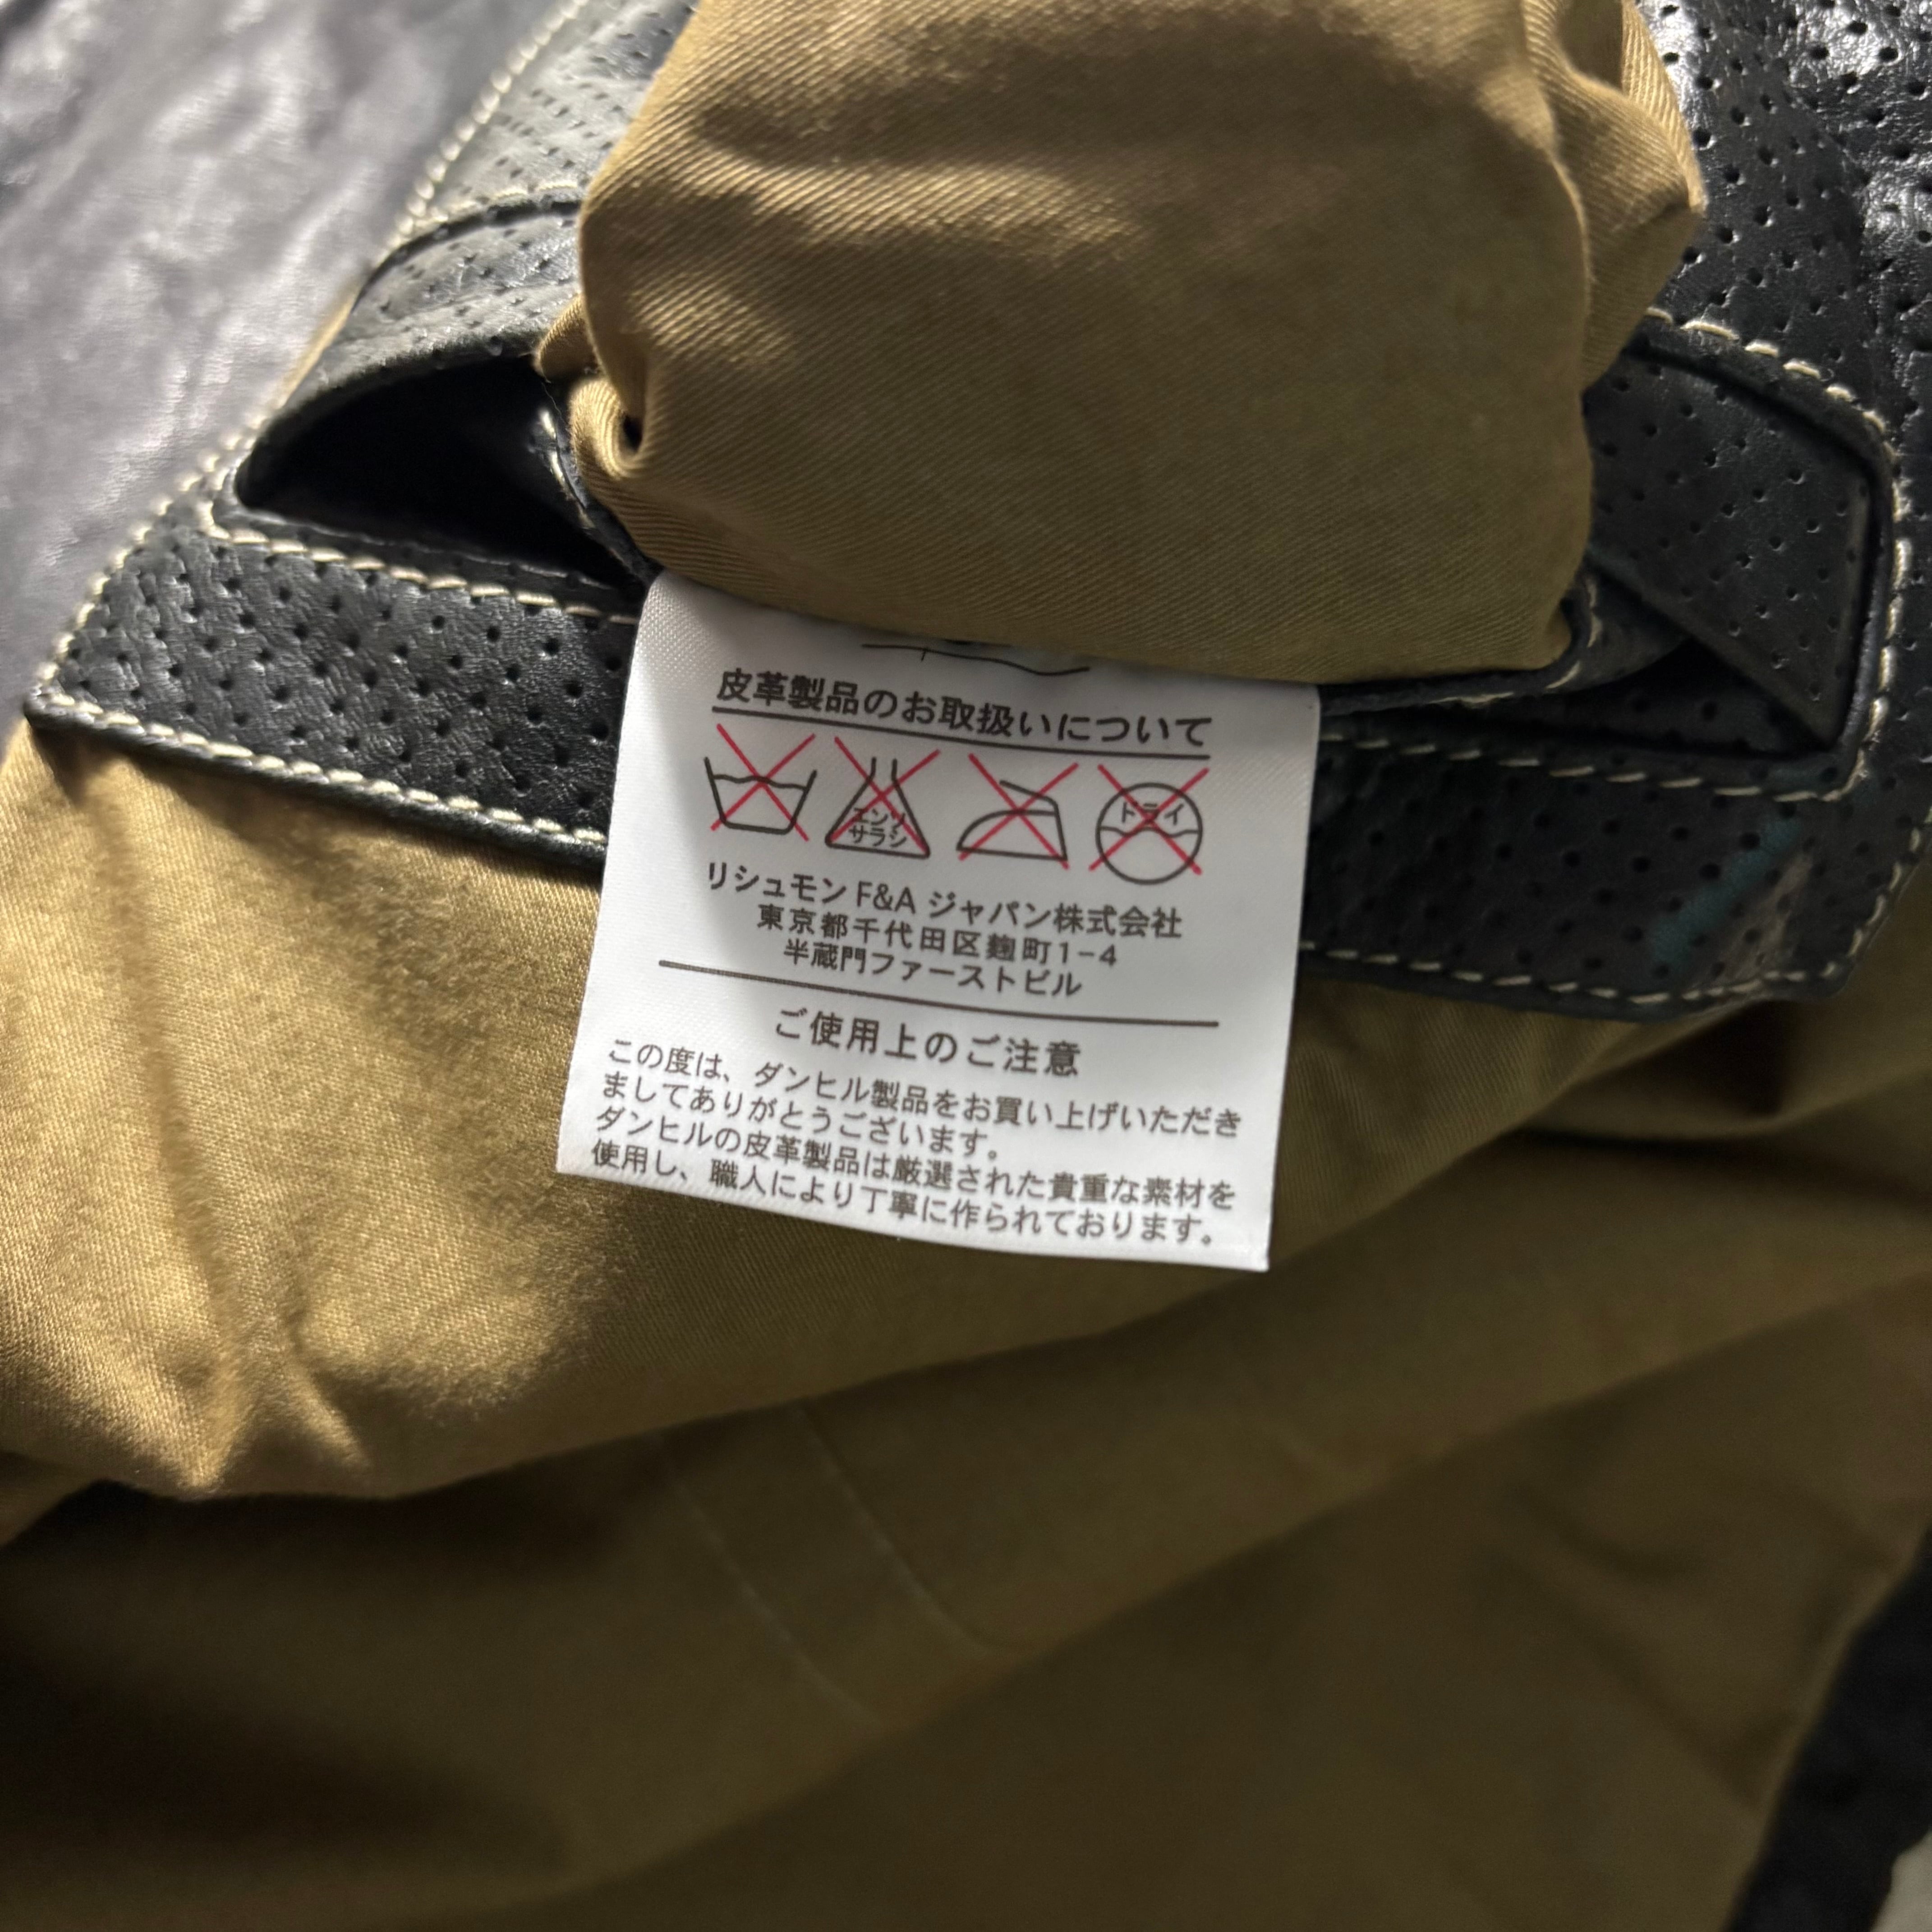 皮革製品のお取扱いについて
エンソ
サラシ
ドライ
リシュモン F&A ジャパン株式会社
東京都千代田区麹町1-4
半蔵門ファーストビル
ご使用上のご注意
この度は、ダンヒル製品をお買い上げいただき
ましてありがとうございます。
ダンヒルの皮革製品は厳選された貴重な素材を
使用し、職人により丁寧に作られております。